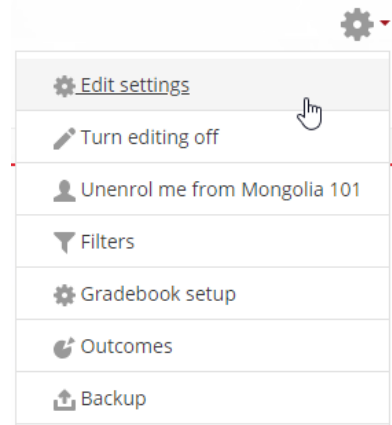 Edit settings
Turn editing off
Unenrol me from Mongolia 101
Filters
Gradebook setup
Outcomes
Backup